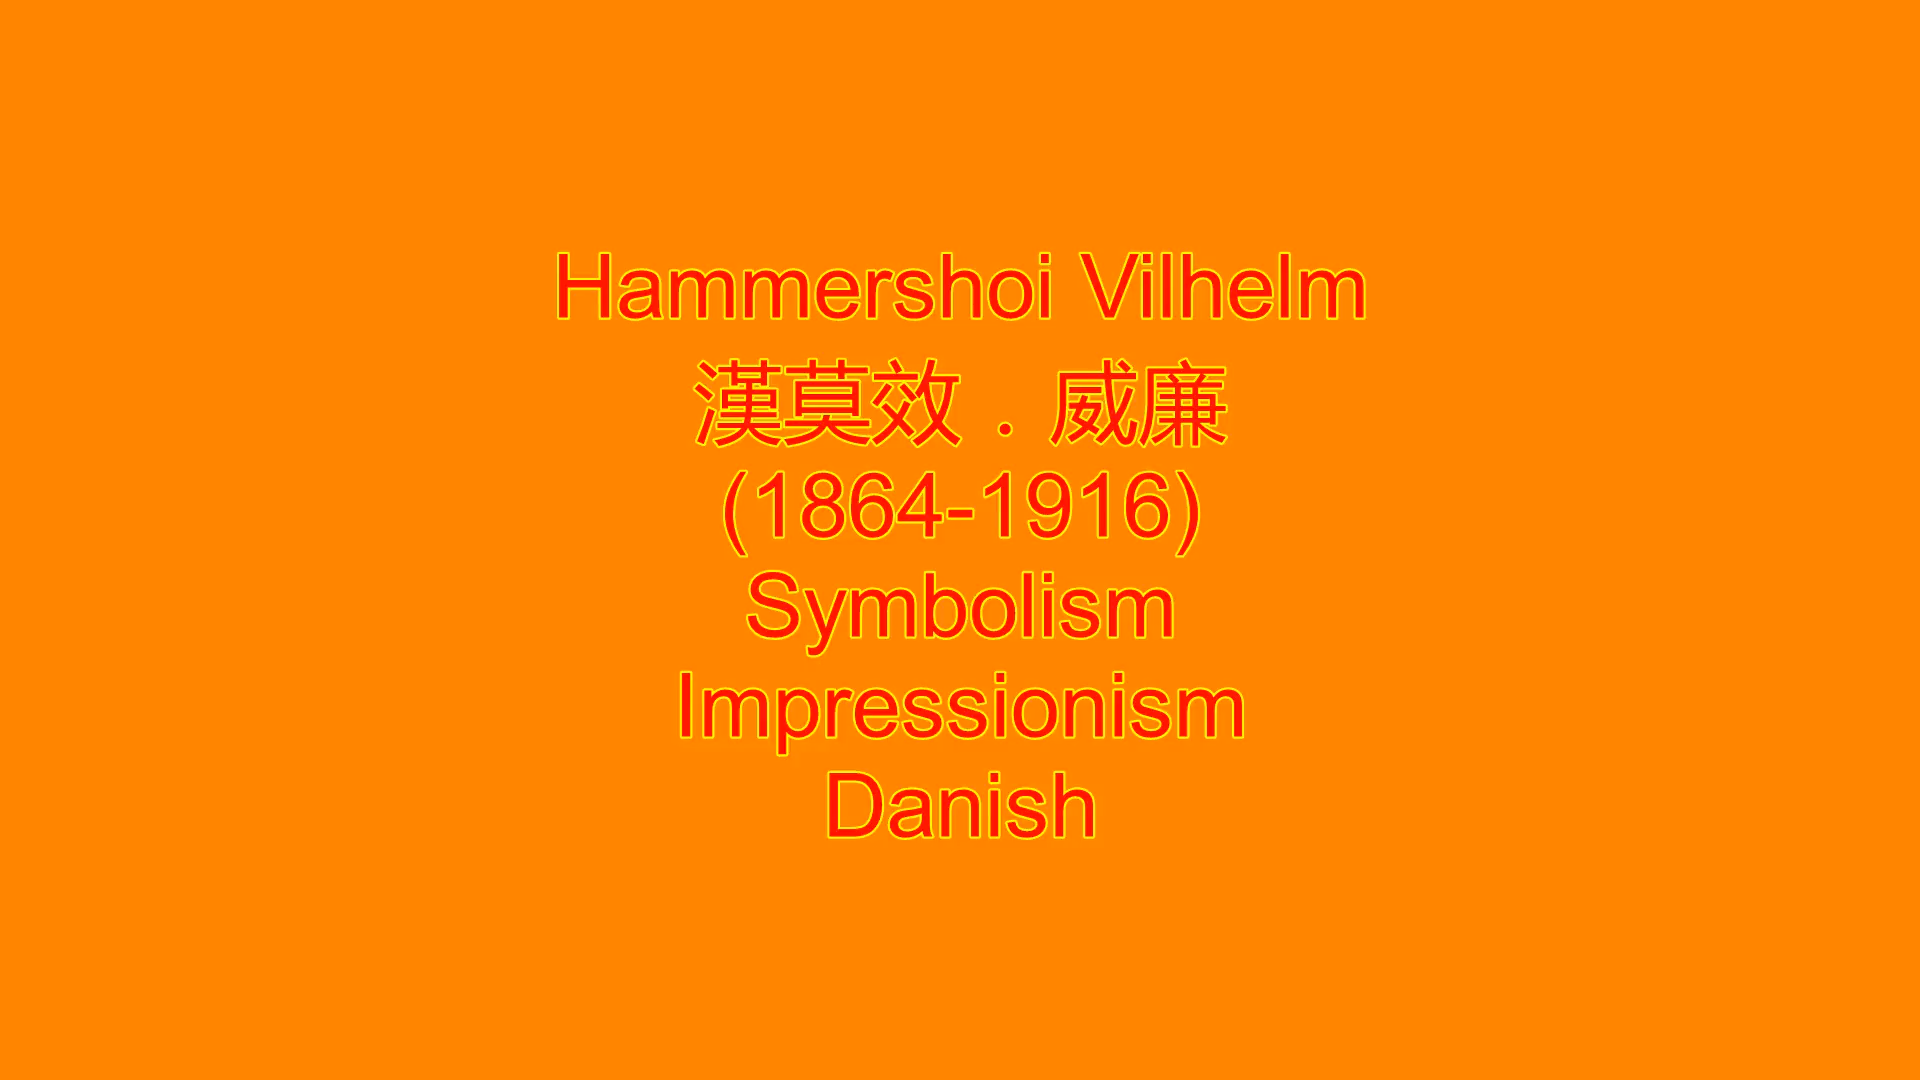 Hammershoi Vilhelm
漢莫效．威廉
(1864-1916)
Symbolism
Impressionism
Danish